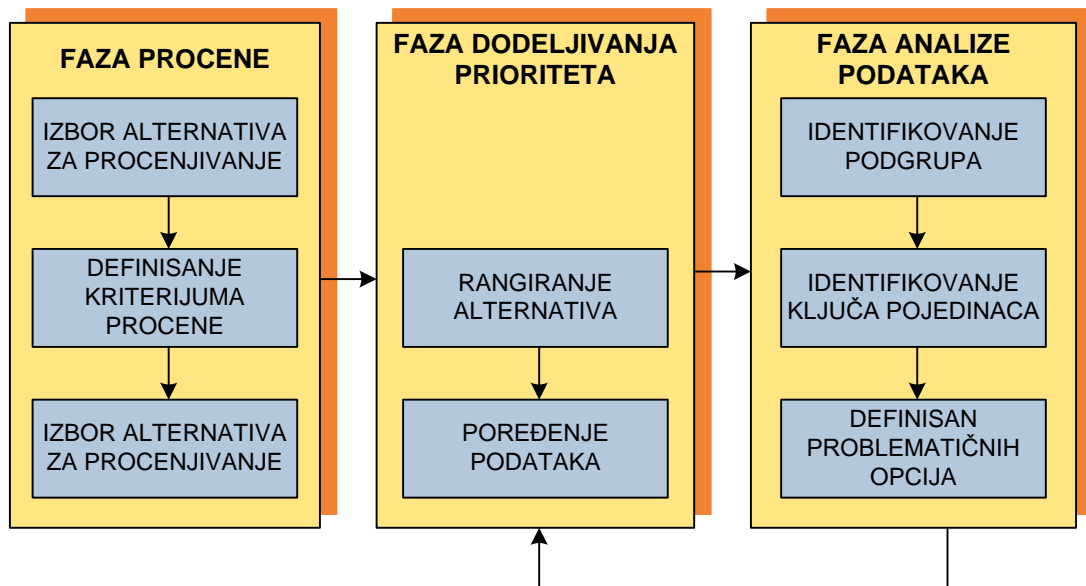 FAZA PROCENE
IZBOR ALTERNATIVA
ZA PROCENJIVANJE
DEFINISANJE
KRITERIJUMA
PROCENE
IZBOR ALTERNATIVA
ZA PROCENJIVANJE
FAZA DODELJIVANJA
PRIORITETA
RANGIRANJE
ALTERNATIVA
POREĐENJE
PODATAKA
FAZA ANALIZE
PODATAKA
IDENTIFIKOVANJE
PODGRUPA
IDENTIFIKOVANJE
KLJUČA POJEDINACA
DEFINISAN
PROBLEMATIČNIH
OPCIJA